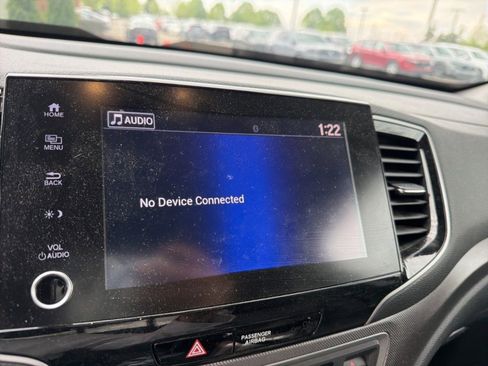 AUDIO
1:22
HOME
MENU
No Device Connected
BACK
VOL
AUDIO
PASSENGER
AIRBAG